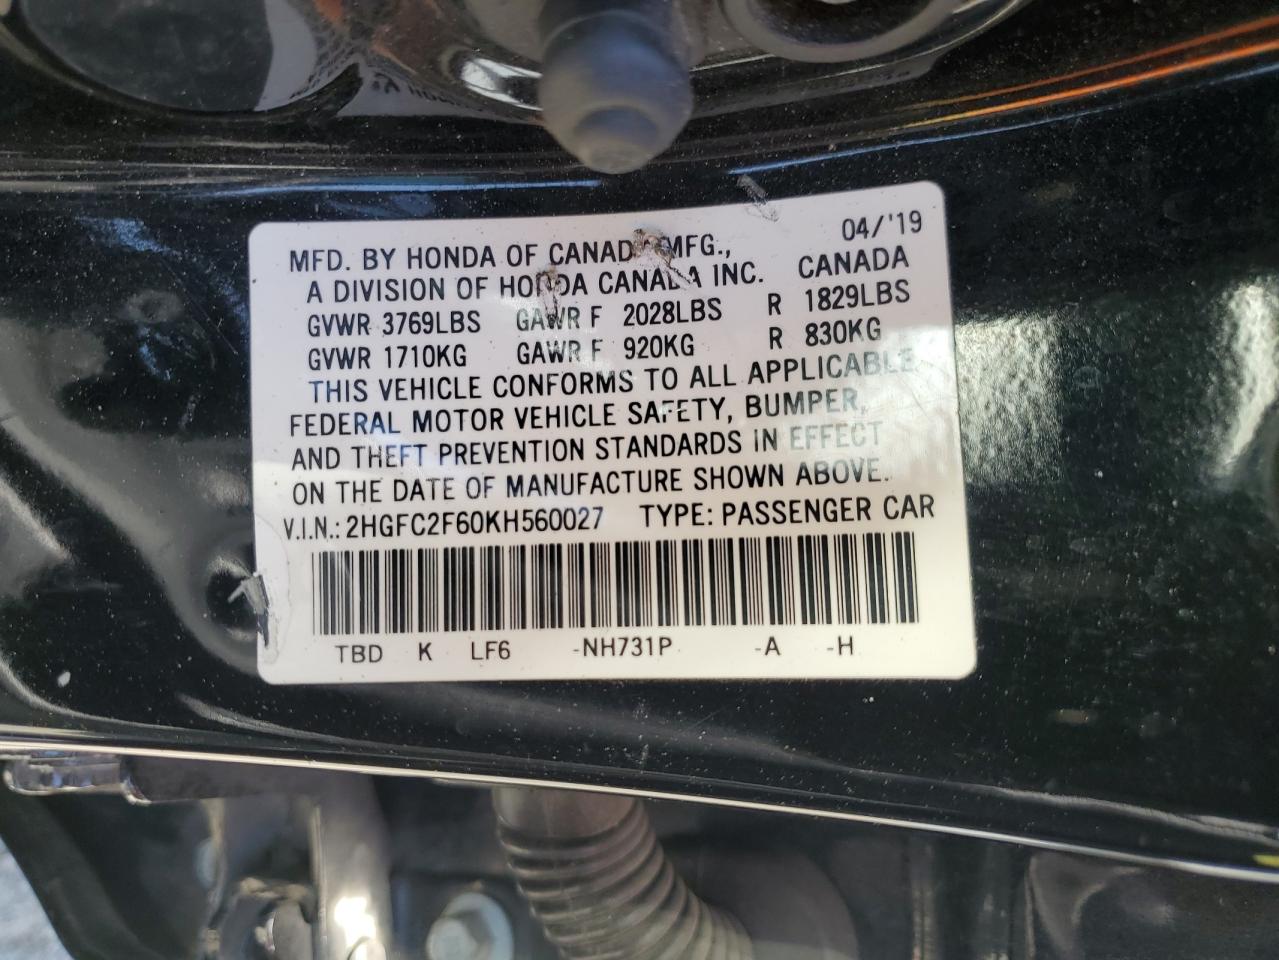 04/'19
MFD. BY HONDA OF CANADA MFG.,
A DIVISION OF HONDA CANADA INC. CANADA
GVWR 3769LBS GAWR F 2028LBS R 1829LBS
GVWR 1710KG GAWR F 920KG R 830KG
THIS VEHICLE CONFORMS TO ALL APPLICABLE
FEDERAL MOTOR VEHICLE SAFETY, BUMPER,
AND THEFT PREVENTION STANDARDS IN EFFECT
ON THE DATE OF MANUFACTURE SHOWN ABOVE.
V.I.N.: 2HGFC2F60KH560027 TYPE: PASSENGER CAR
TBD K LF6 -NH731P -A -H